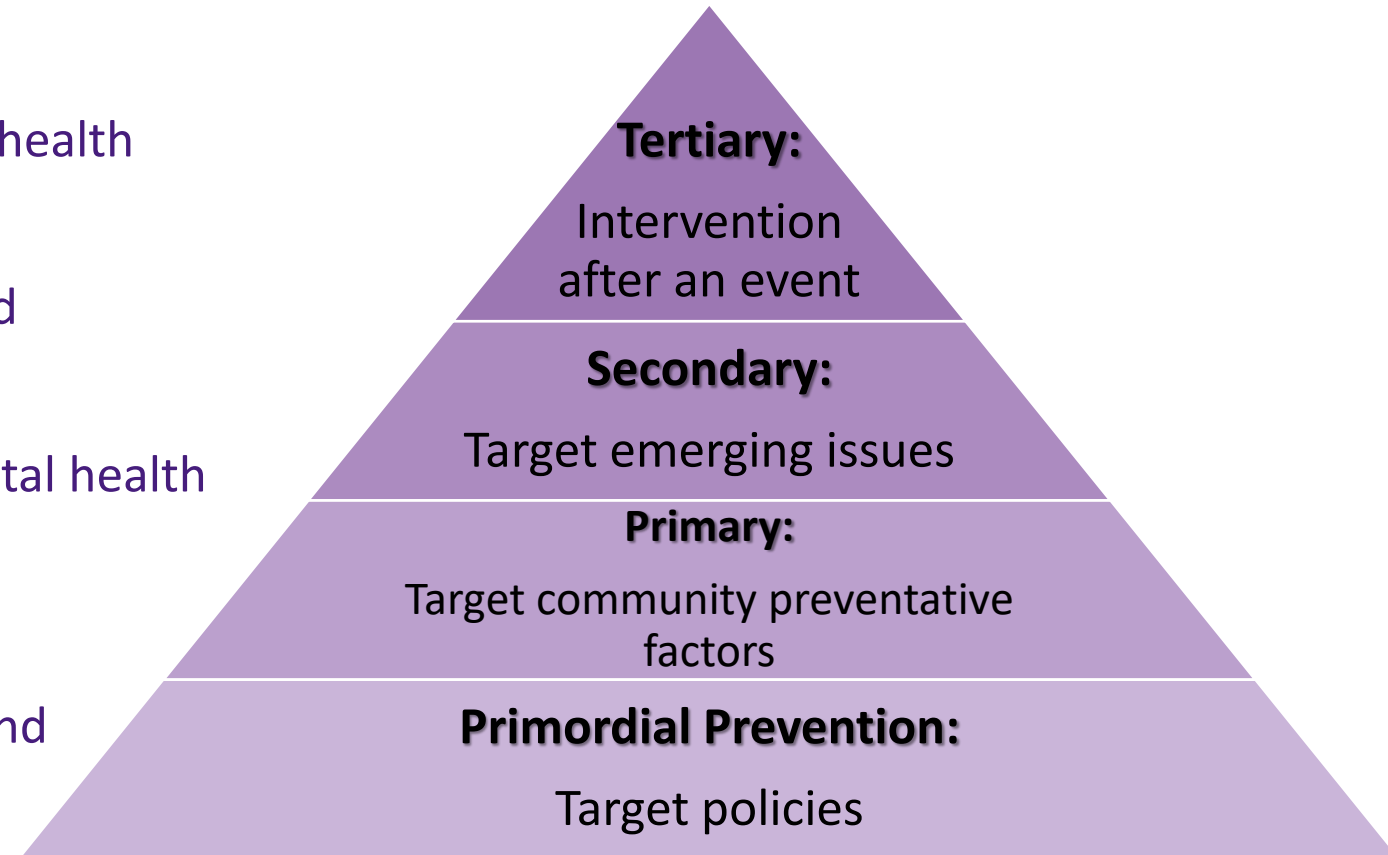 health
Tertiary:
Intervention
after an event
d
Secondary:
Target emerging issues
tal health
Primary:
Target community preventative
factors
nd
Primordial Prevention:
Target policies